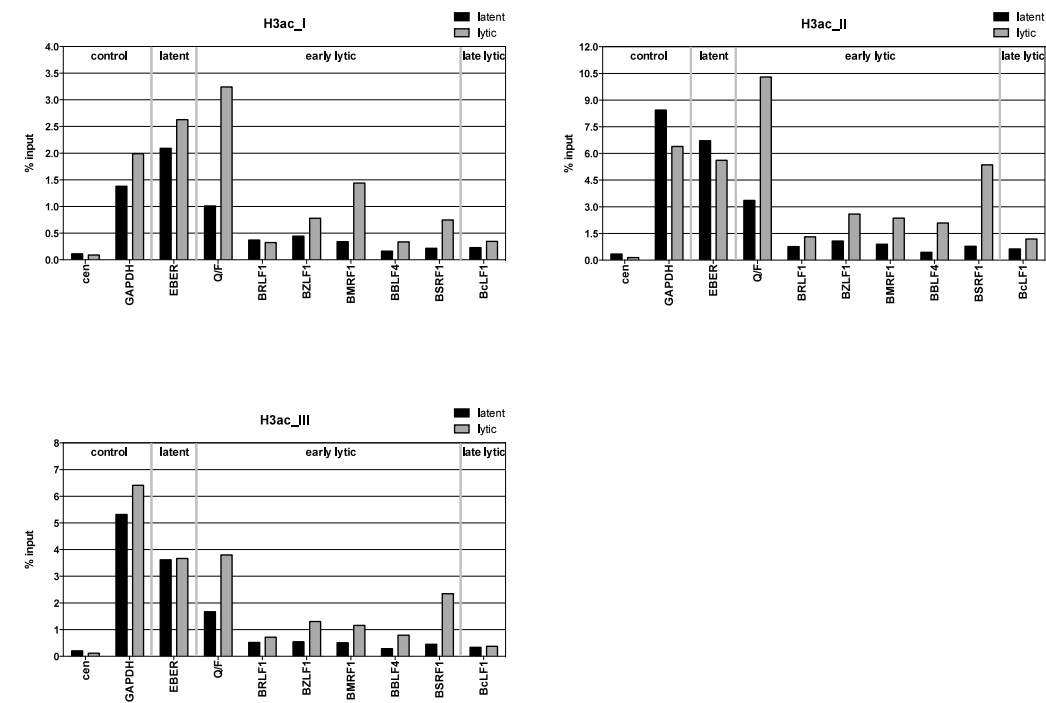 H3ac_I
latent
lytic
4.0
3.5
3.0
2.5
2.0
1.5
1.0
0.5
0.0
% input
control
latent
early lytic
late lytic
cen
GAPDH
EBER
Q/F
BRLF1
BZLF1
BMRF1
BBLF4
BSRF1
BcLF1
H3ac_II
latent
lytic
12.0
10.5
9.0
7.5
6.0
4.5
3.0
1.5
0.0
% input
control
latent
early lytic
late lytic
cen
GAPDH
EBER
Q/F
BRLF1
BZLF1
BMRF1
BBLF4
BSRF1
BcLF1
H3ac_III
latent
lytic
8
7
6
5
4
3
2
1
0
% input
control
latent
early lytic
late lytic
cen
GAPDH
EBER
Q/F
BRLF1
BZLF1
BMRF1
BBLF4
BSRF1
BcLF1